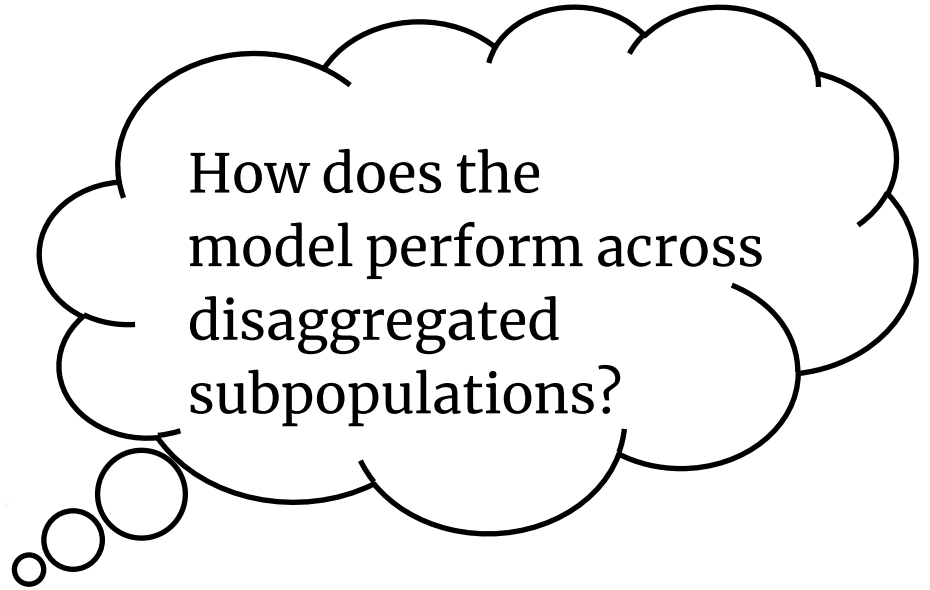 How does the
model perform across
disaggregated
subpopulations?